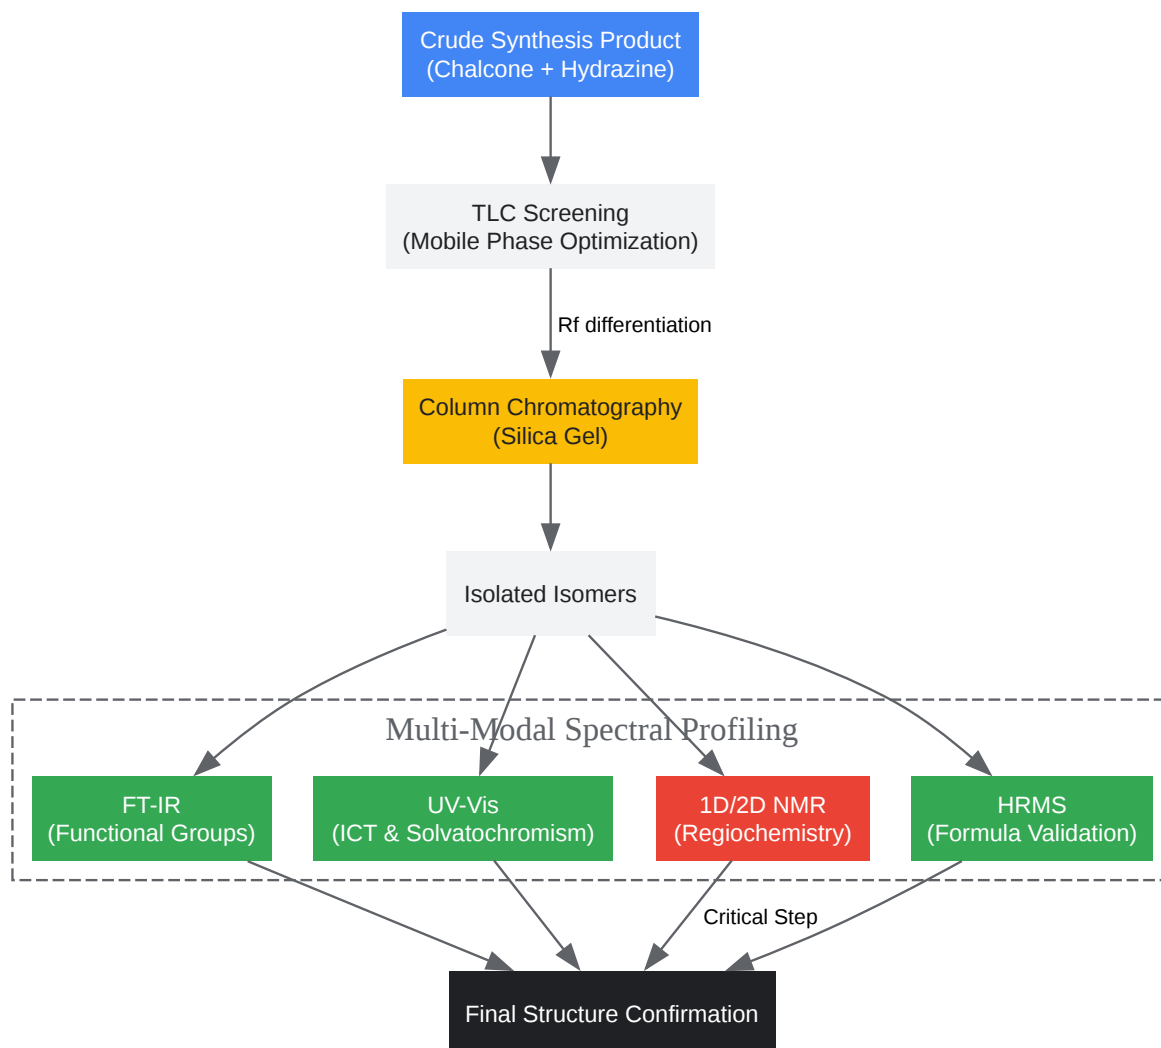 Crude Synthesis Product
(Chalcone + Hydrazine)
TLC Screening
(Mobile Phase Optimization)
Rf differentiation
Column Chromatography
(Silica Gel)
Isolated Isomers
Multi-Modal Spectral Profiling
FT-IR
(Functional Groups)
UV-Vis
(ICT & Solvatochromism)
1D/2D NMR
(Regiochemistry)
HRMS
(Formula Validation)
Critical Step
Final Structure Confirmation